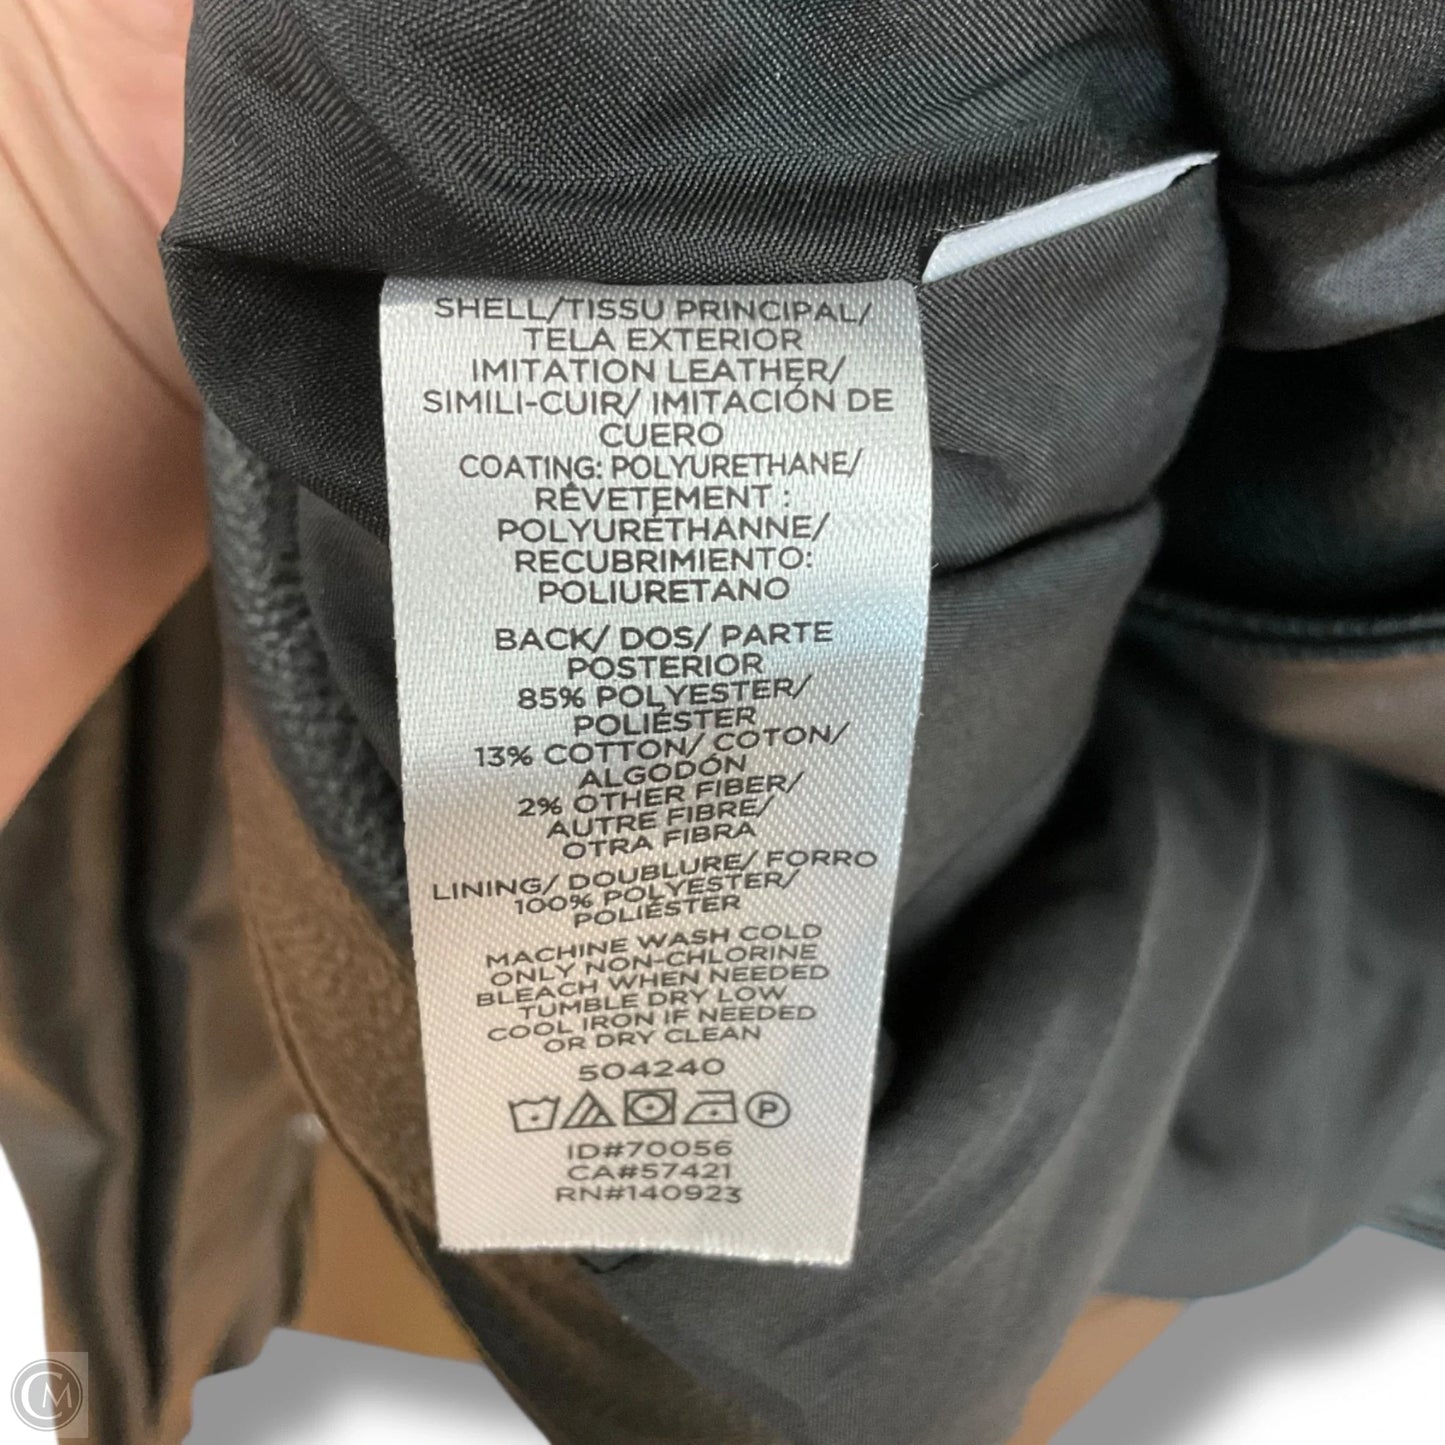 SHELL/TISSU PRINCIPAL/
TELA EXTERIOR
IMITATION LEATHER/
SIMILI-CUIR/ IMITACIÓN DE
CUERO
COATING: POLYURETHANE/
RÊVETEMENT :
POLYURÉTHANNE/
RECUBRIMIENTO:
POLIURETANO
BACK/ DOS/ PARTE
POSTERIOR
85% POLYESTER/
POLIÉSTER
13% COTTON/ COTON/
ALGODÓN
2% OTHER FIBER/
AUTRE FIBRE/
OTRA FIBRA
LINING/ DOUBLURE/ FORRO
100% POLYESTER/
POLIÉSTER
MACHINE WASH COLD
ONLY NON-CHLORINE
BLEACH WHEN NEEDED
TUMBLE DRY LOW
COOL IRON IF NEEDED
OR DRY CLEAN
504240
P
ID#70056
CA#57421
RN#140923
CM